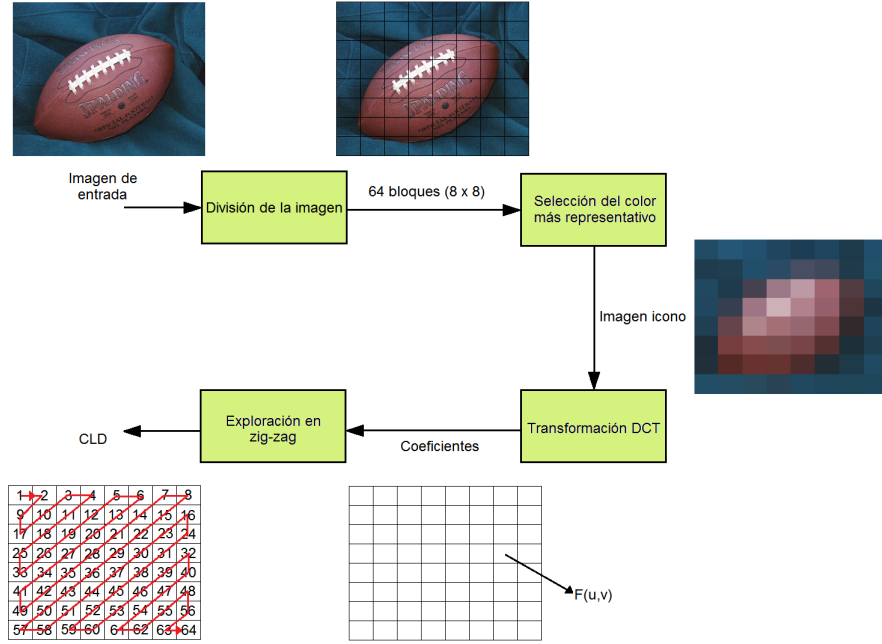 SPALDING
SPALDING
Imagen de
entrada
División de la imagen
64 bloques (8 x 8)
Selección del color
más representativo
Imagen icono
Transformación DCT
Coeficientes
Exploración en
zig-zag
CLD
1 2 3 4 5 6 7 8
9 10 11 12 13 14 15 16
17 18 19 20 21 22 23 24
25 26 27 28 29 30 31 32
33 34 35 36 37 38 39 40
41 42 43 44 45 46 47 48
49 50 51 52 53 54 55 56
57 58 59 60 61 62 63 64
F(u,v)